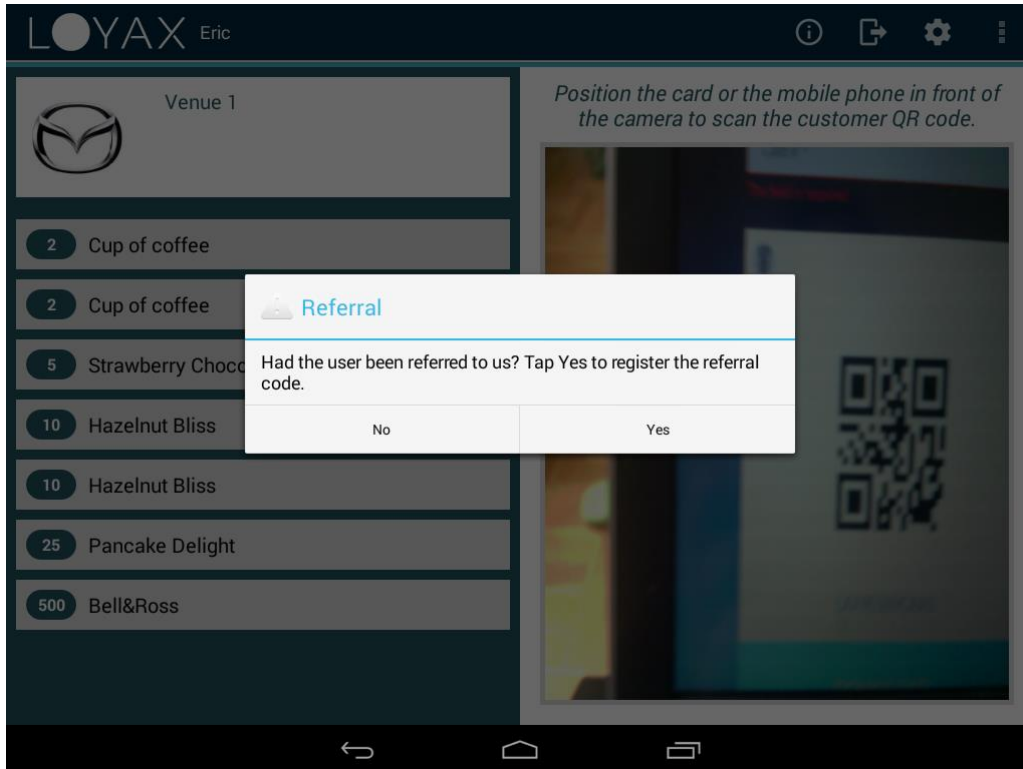 LOYAX Eric
Venue 1
Position the card or the mobile phone in front of
the camera to scan the customer QR code.
2 Cup of coffee
2 Cup of coffee
5 Strawberry Choco
10 Hazelnut Bliss
10 Hazelnut Bliss
25 Pancake Delight
500 Bell&Ross
Referral
Had the user been referred to us? Tap Yes to register the referral
code.
No Yes